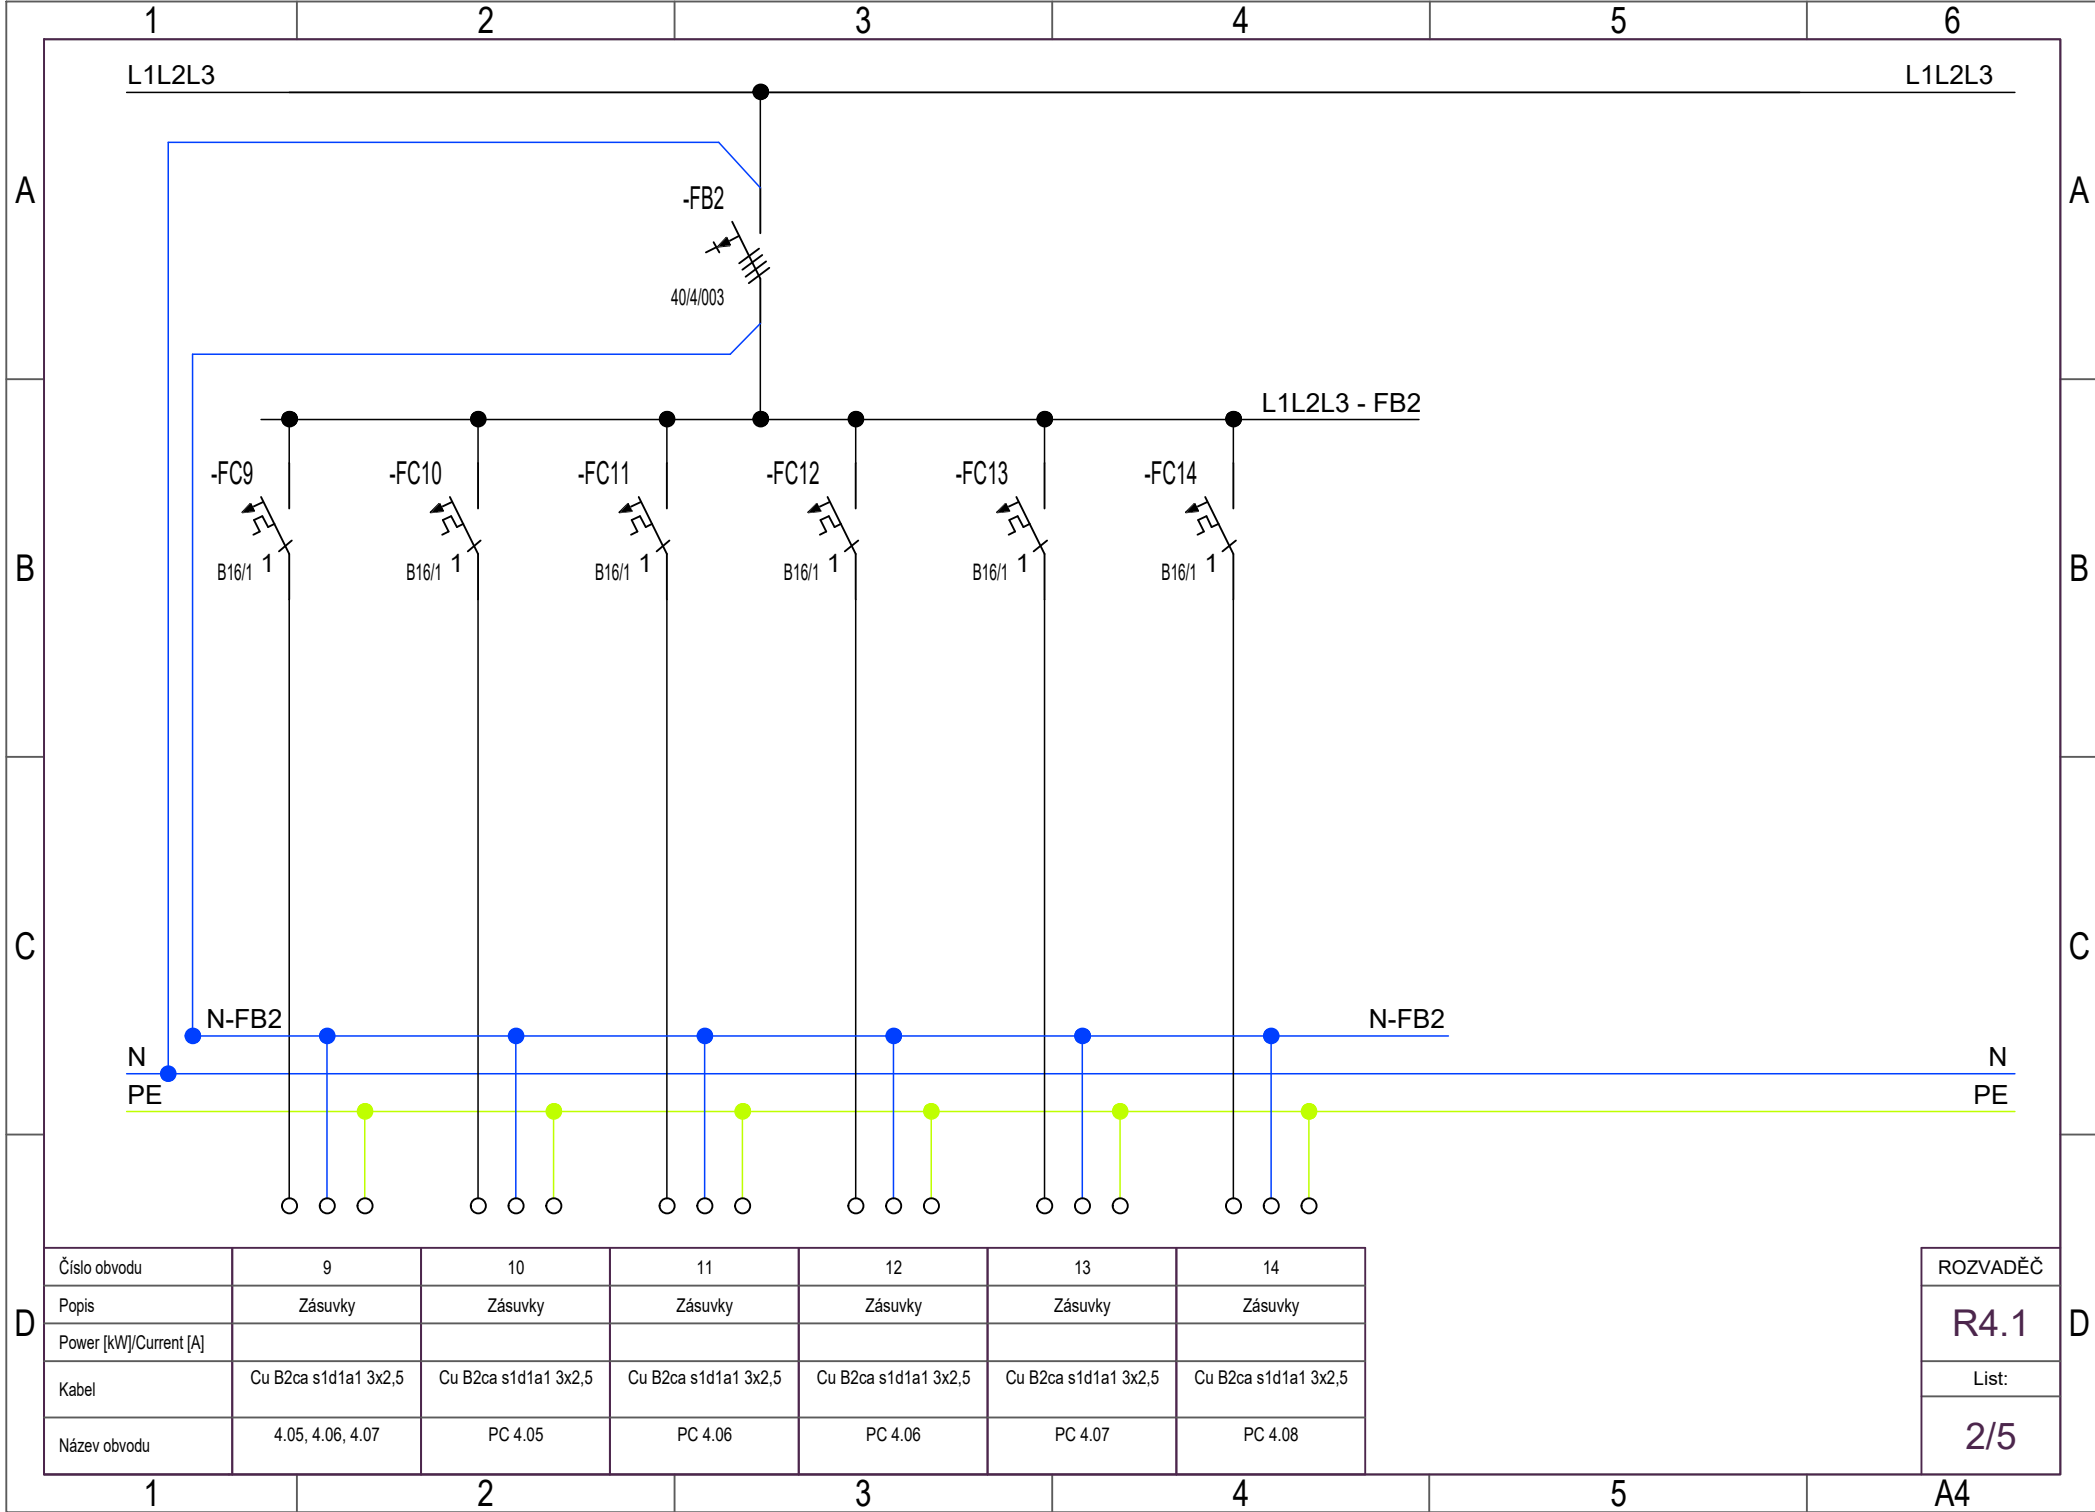 1 2 3 4 5 6
L1L2L3 L1L2L3
A A
-FB2
40/4/003
L1L2L3 - FB2
-FC9 -FC10 -FC11 -FC12 -FC13 -FC14
B B
B16/1 1 B16/1 1 B16/1 1 B16/1 1 B16/1 1 B16/1 1
C C
N-FB2 N-FB2
N N
PE PE
Číslo obvodu 9 10 11 12 13 14 ROZVADĚČ
Popis Zásuvky Zásuvky Zásuvky Zásuvky Zásuvky Zásuvky
D R4.1 D
Power [kW]/Current [A]
Kabel Cu B2ca s1d1a1 3x2,5 Cu B2ca s1d1a1 3x2,5 Cu B2ca s1d1a1 3x2,5 Cu B2ca s1d1a1 3x2,5 Cu B2ca s1d1a1 3x2,5 Cu B2ca s1d1a1 3x2,5 List:
Název obvodu 4.05, 4.06, 4.07 PC 4.05 PC 4.06 PC 4.06 PC 4.07 PC 4.08 2/5
1 2 3 4 5 A4